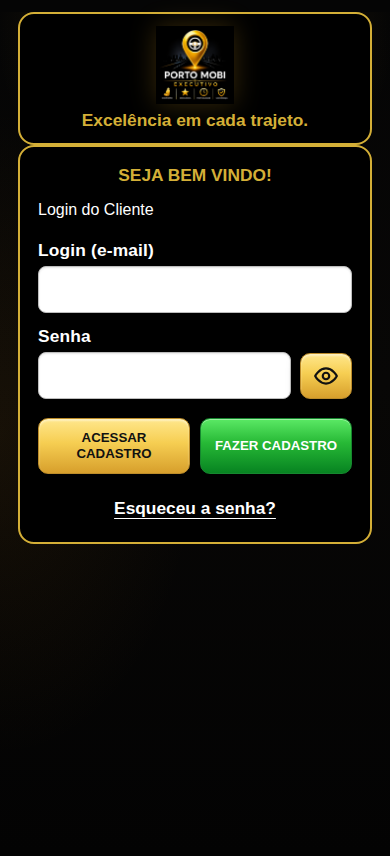 PORTO MOBI
EXECUTIVO
Excelência em cada trajeto.
SEJA BEM VINDO!
Login do Cliente
Login (e-mail)
Senha
ACESSAR
CADASTRO
FAZER CADASTRO
Esqueceu a senha?